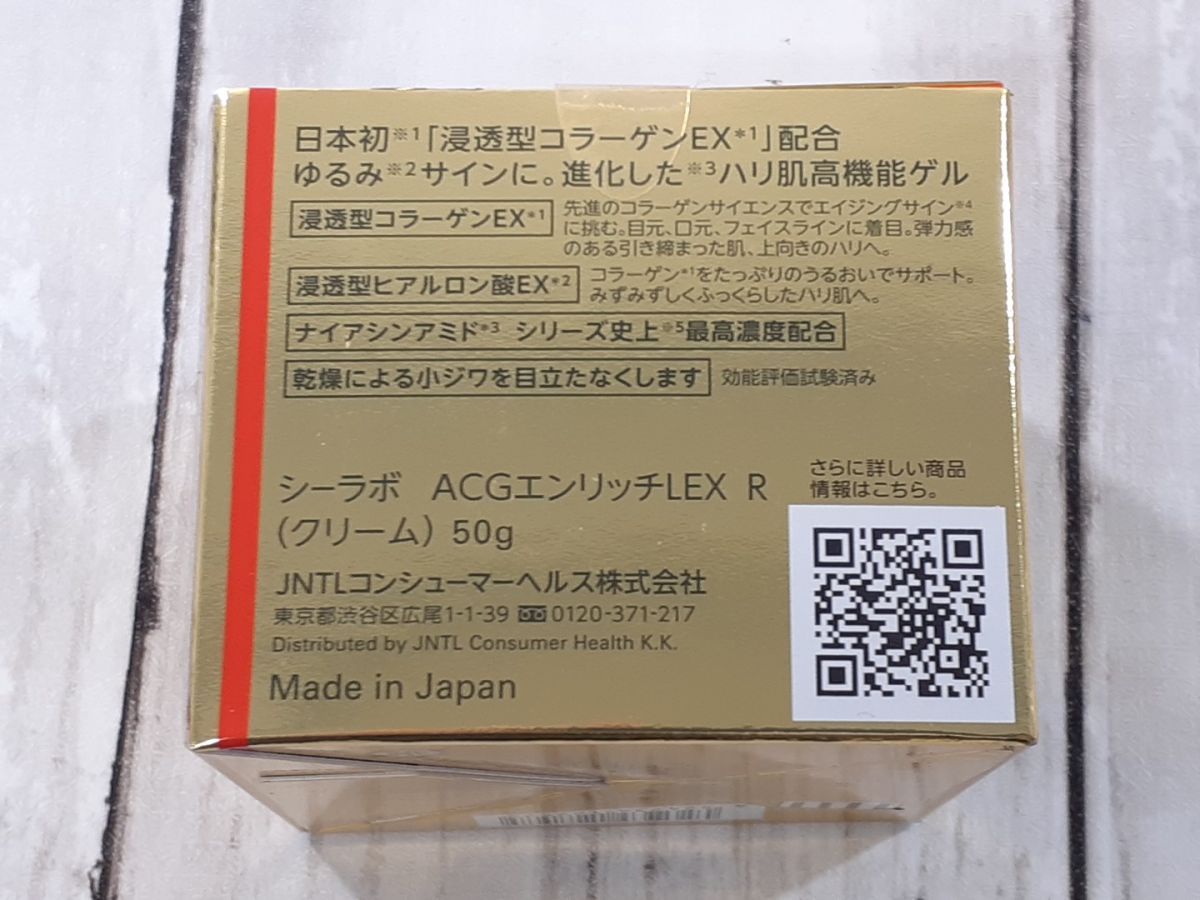 日本初※1「浸透型コラーゲンEX*1」配合
ゆるみ※2サインに。進化した※3ハリ肌高機能ゲル
浸透型コラーゲンEX*1
先進のコラーゲンサイエンスでエイジングサイン※4
に挑む。目元、口元、フェイスラインに着目。弾力感
のある引き締まった肌、上向きのハリへ。
浸透型ヒアルロン酸EX*2
コラーゲン*1をたっぷりのうるおいでサポート。
みずみずしくふっくらしたハリ肌へ。
ナイアシンアミド*3 シリーズ史上※5最高濃度配合
乾燥による小ジワを目立たなくします 効能評価試験済み
シーラボ ACGエンリッチLEX R
(クリーム) 50g
さらに詳しい商品
情報はこちら。
JNTLコンシューマーヘルス株式会社
東京都渋谷区広尾1-1-39 0120-371-217
Distributed by JNTL Consumer Health K.K.
Made in Japan